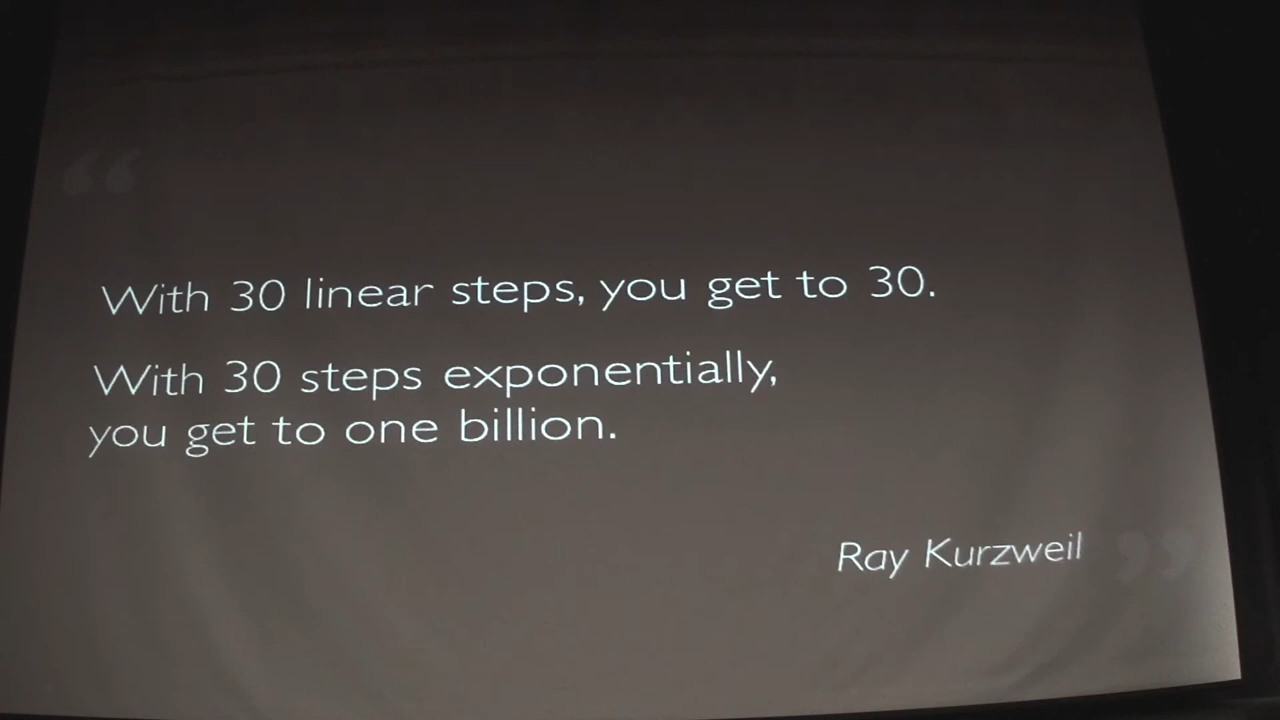 “
With 30 linear steps, you get to 30.
With 30 steps exponentially,
you get to one billion.
Ray Kurzweil ”